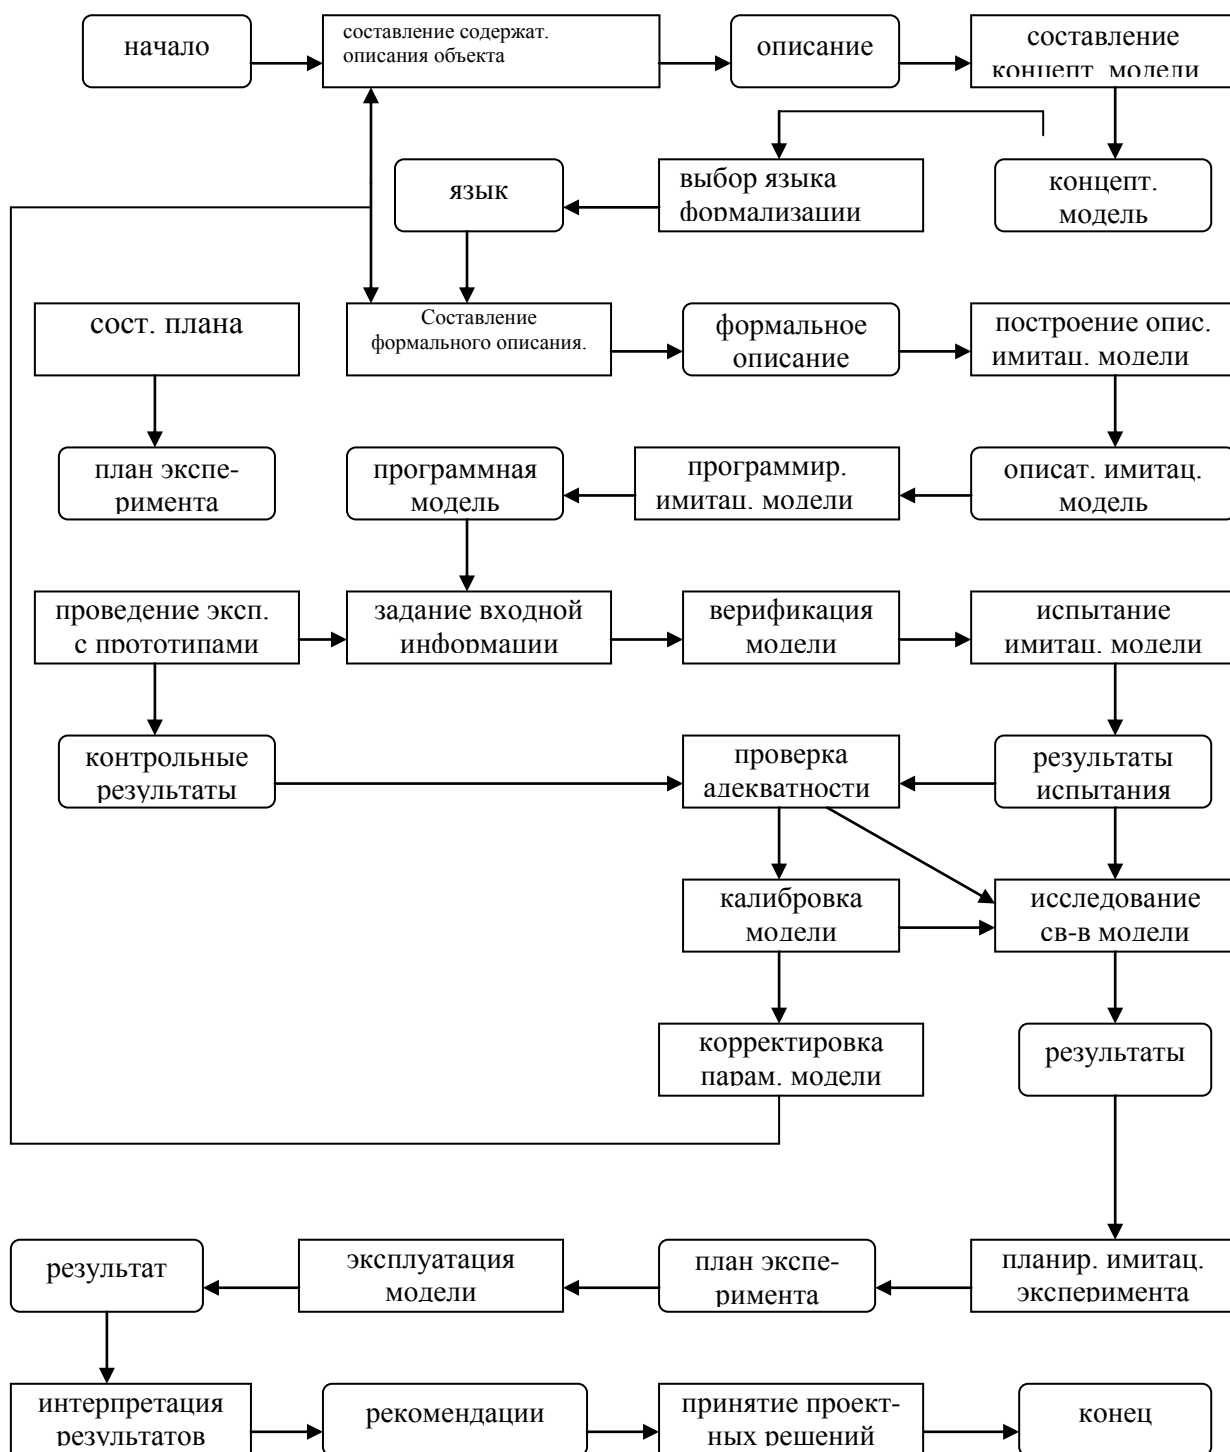 начало
составление содержат.
описания объекта
описание
составление
концепт. модели
язык
выбор языка
формализации
концепт.
модель
сост. плана
Составление
формального описания.
формальное
описание
построение опис.
имитац. модели
план экспе-
римента
программная
модель
программир.
имитац. модели
описат. имитац.
модель
проведение эксп.
с прототипами
задание входной
информации
верификация
модели
испытание
имитац. модели
контрольные
результаты
проверка
адекватности
результаты
испытания
калибровка
модели
исследование
св-в модели
корректировка
парам. модели
результаты
результат
эксплуатация
модели
план экспе-
римента
планир. имитац.
эксперимента
интерпретация
результатов
рекомендации
принятие проект-
ных решений
конец